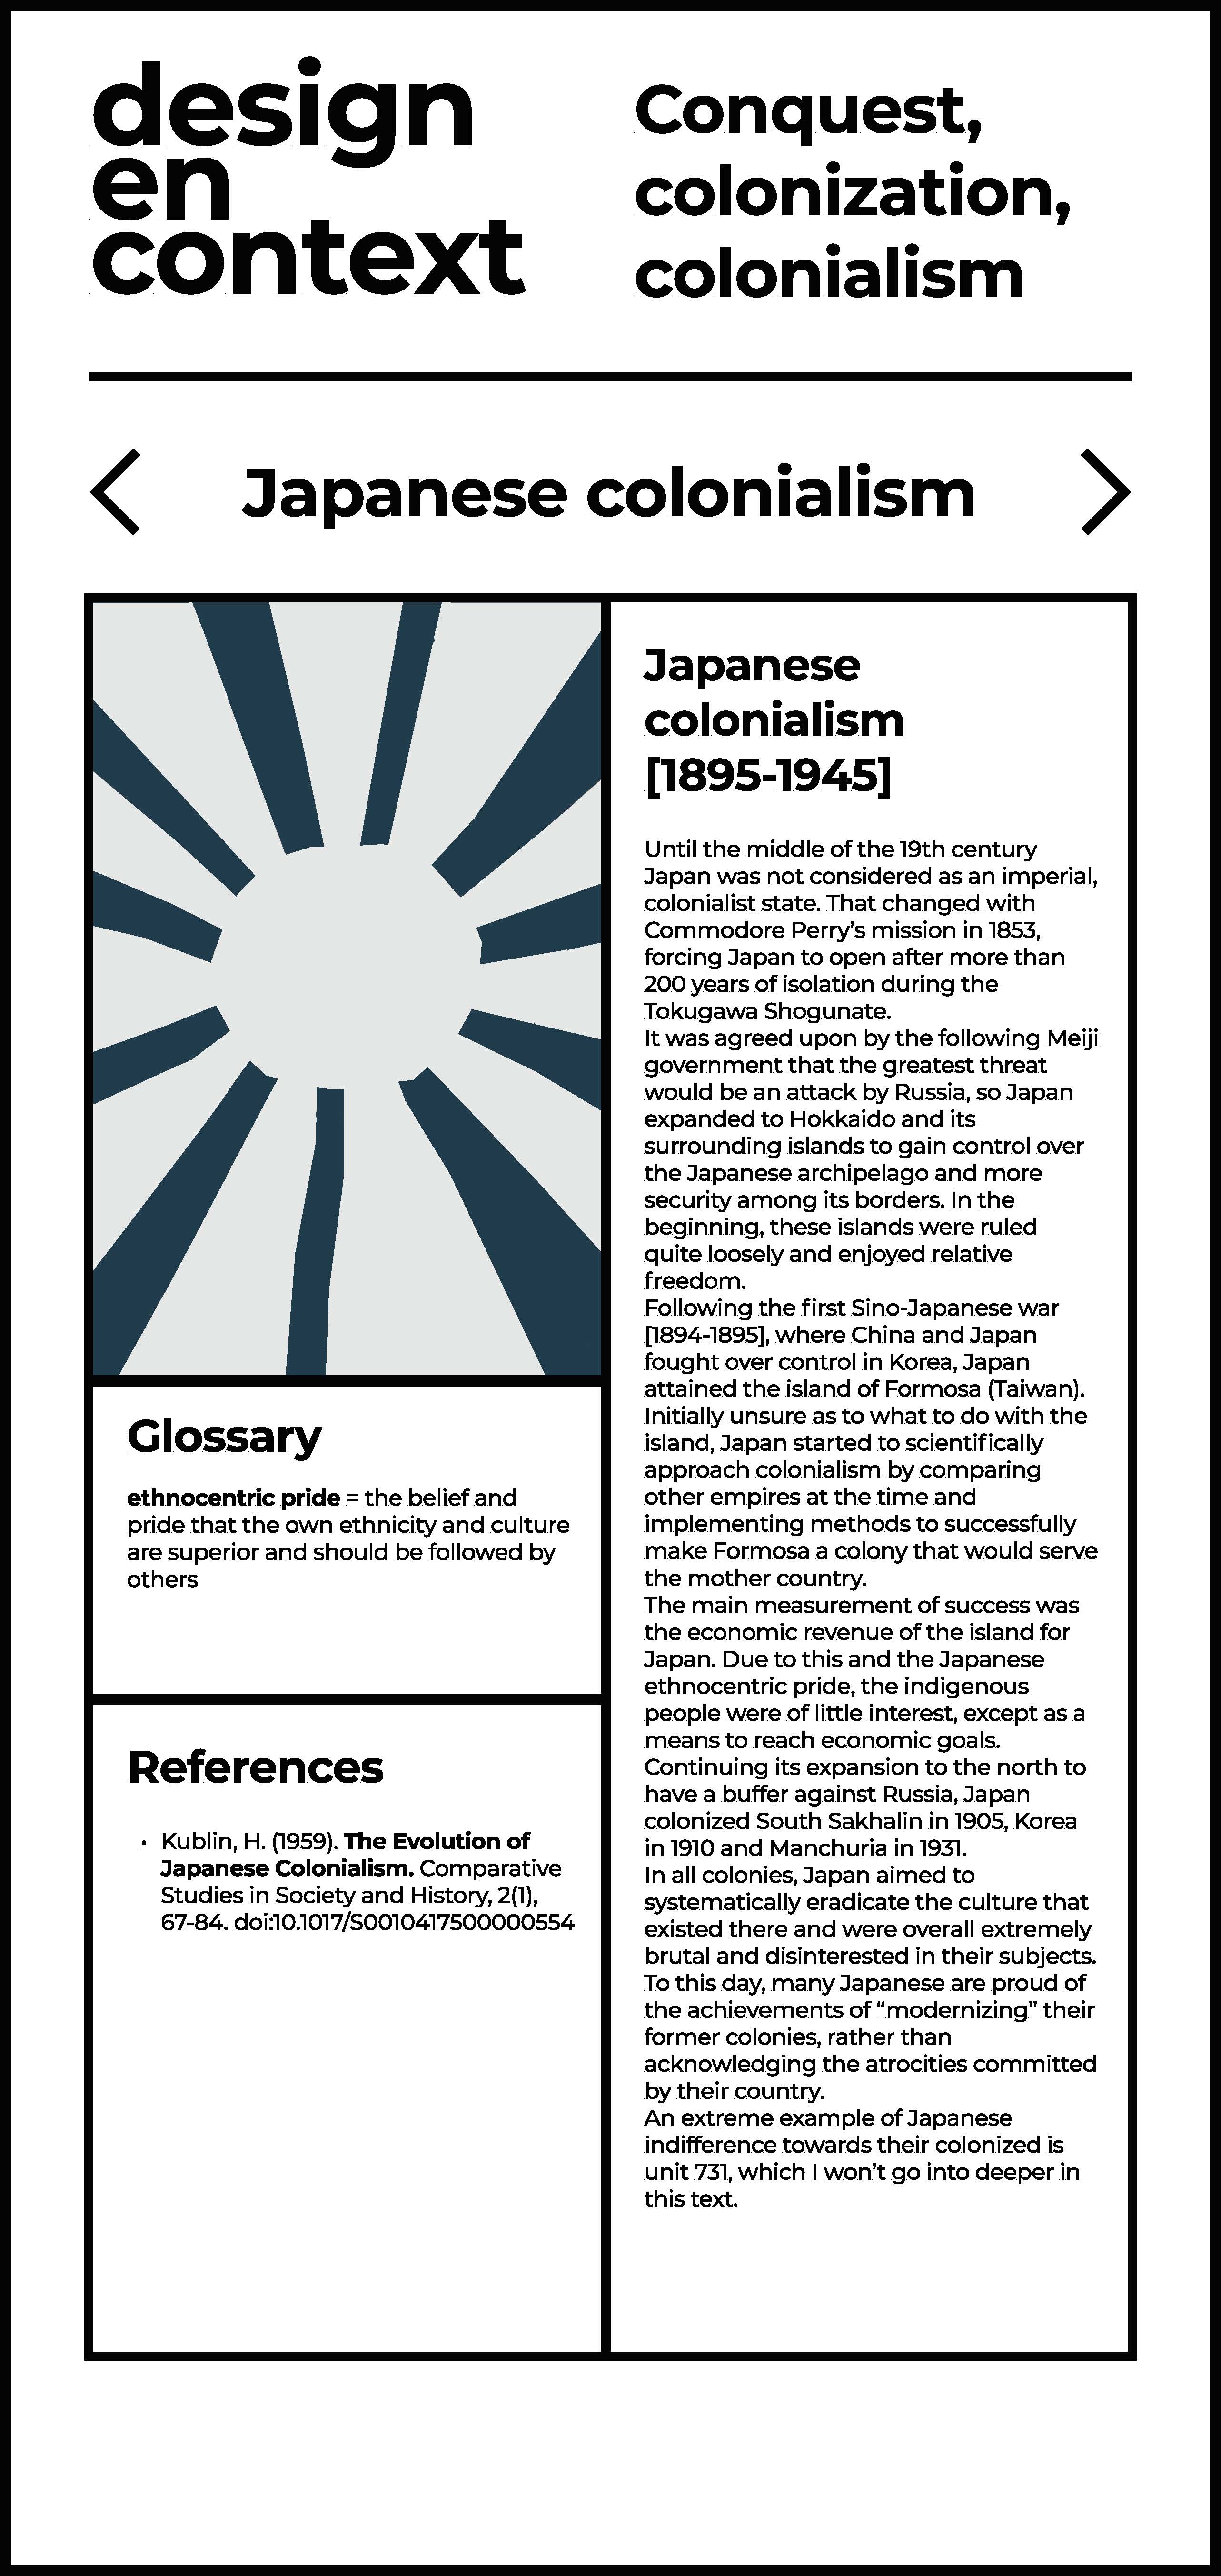 design
en
context
Conquest,
colonization,
colonialism
Japanese colonialism
Japanese
colonialism
[1895-1945]
Until the middle of the 19th century
Japan was not considered as an imperial,
colonialist state. That changed with
Commodore Perry’s mission in 1853,
forcing Japan to open after more than
200 years of isolation during the
Tokugawa Shogunate.
It was agreed upon by the following Meiji
government that the greatest threat
would be an attack by Russia, so Japan
expanded to Hokkaido and its
surrounding islands to gain control over
the Japanese archipelago and more
security among its borders. In the
beginning, these islands were ruled
quite loosely and enjoyed relative
freedom.
Following the first Sino-Japanese war
[1894-1895], where China and Japan
fought over control in Korea, Japan
attained the island of Formosa (Taiwan).
Initially unsure as to what to do with the
island, Japan started to scientifically
approach colonialism by comparing
other empires at the time and
implementing methods to successfully
make Formosa a colony that would serve
the mother country.
The main measurement of success was
the economic revenue of the island for
Japan. Due to this and the Japanese
ethnocentric pride, the indigenous
people were of little interest, except as a
means to reach economic goals.
Continuing its expansion to the north to
have a buffer against Russia, Japan
colonized South Sakhalin in 1905, Korea
in 1910 and Manchuria in 1931.
In all colonies, Japan aimed to
systematically eradicate the culture that
existed there and were overall extremely
brutal and disinterested in their subjects.
To this day, many Japanese are proud of
the achievements of “modernizing” their
former colonies, rather than
acknowledging the atrocities committed
by their country.
An extreme example of Japanese
indifference towards their colonized is
unit 731, which I won’t go into deeper in
this text.
Glossary
ethnocentric pride = the belief and
pride that the own ethnicity and culture
are superior and should be followed by
others
References
• Kublin, H. (1959). The Evolution of
Japanese Colonialism. Comparative
Studies in Society and History, 2(1),
67-84. doi:10.1017/S0010417500000554